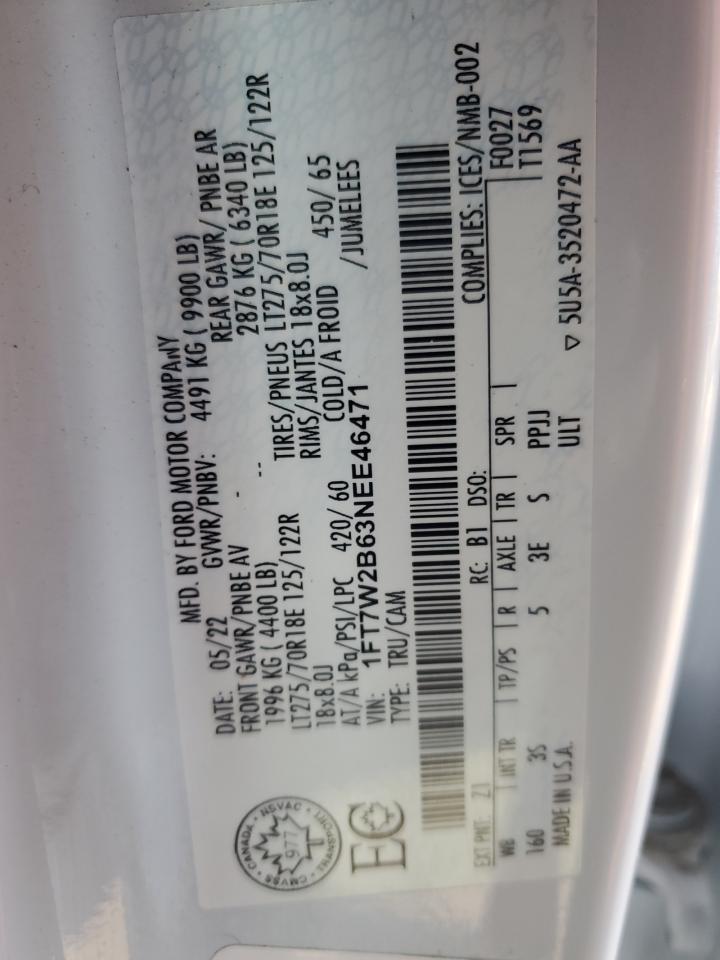 MFD. BY FORD MOTOR COMPANY
DATE: 05/22 GVWR/PNBV: 4491 KG ( 9900 LB)
FRONT GAWR/PNBE AV - REAR GAWR/ PNBE AR
1996 KG ( 4400 LB) -- 2876 KG ( 6340 LB)
LT275/70R18E 125/122R TIRES/PNEUS LT275/70R18E 125/122R
18x8.0J RIMS/JANTES 18x8.0J
AT/A kPa/PSI/LPC 420/ 60 COLD/A FROID 450/ 65
VIN: 1FT7W2B63NEE46471 /JUMELEES
TYPE: TRU/CAM
CANADA · NSVAC · TRANSPORT · CMVSS
977
EC
COMPLIES: ICES/NMB-002
EXT PNT: Z1 RC: B1 DSO: F0027
WB INT TR TP/PS R AXLE TR SPR T1569
160 3S 5 3E S PPJJ
ULT
MADE IN U.S.A. ▽ 5U5A-3520472-AA